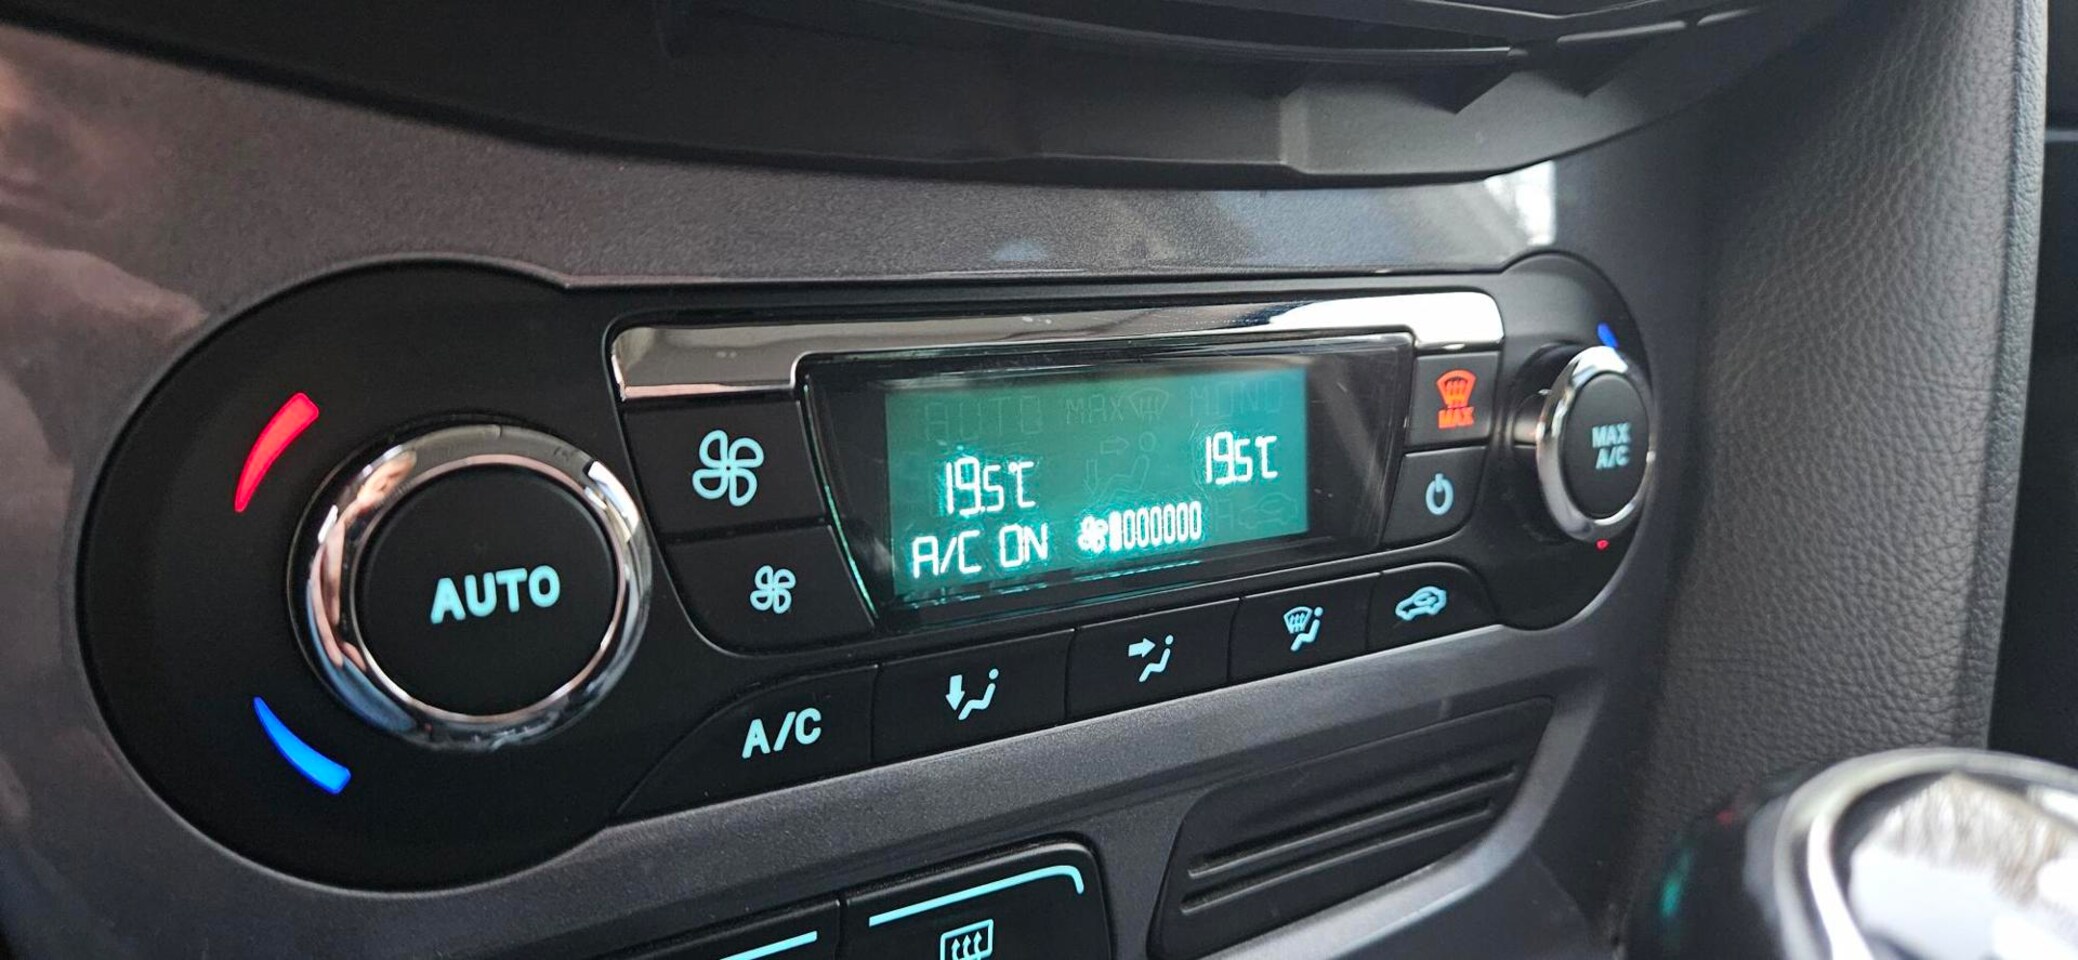 AUTO MAX MONO
19.5℃ 19.5℃
A/C ON
AUTO
MAX
MAX
A/C
A/C